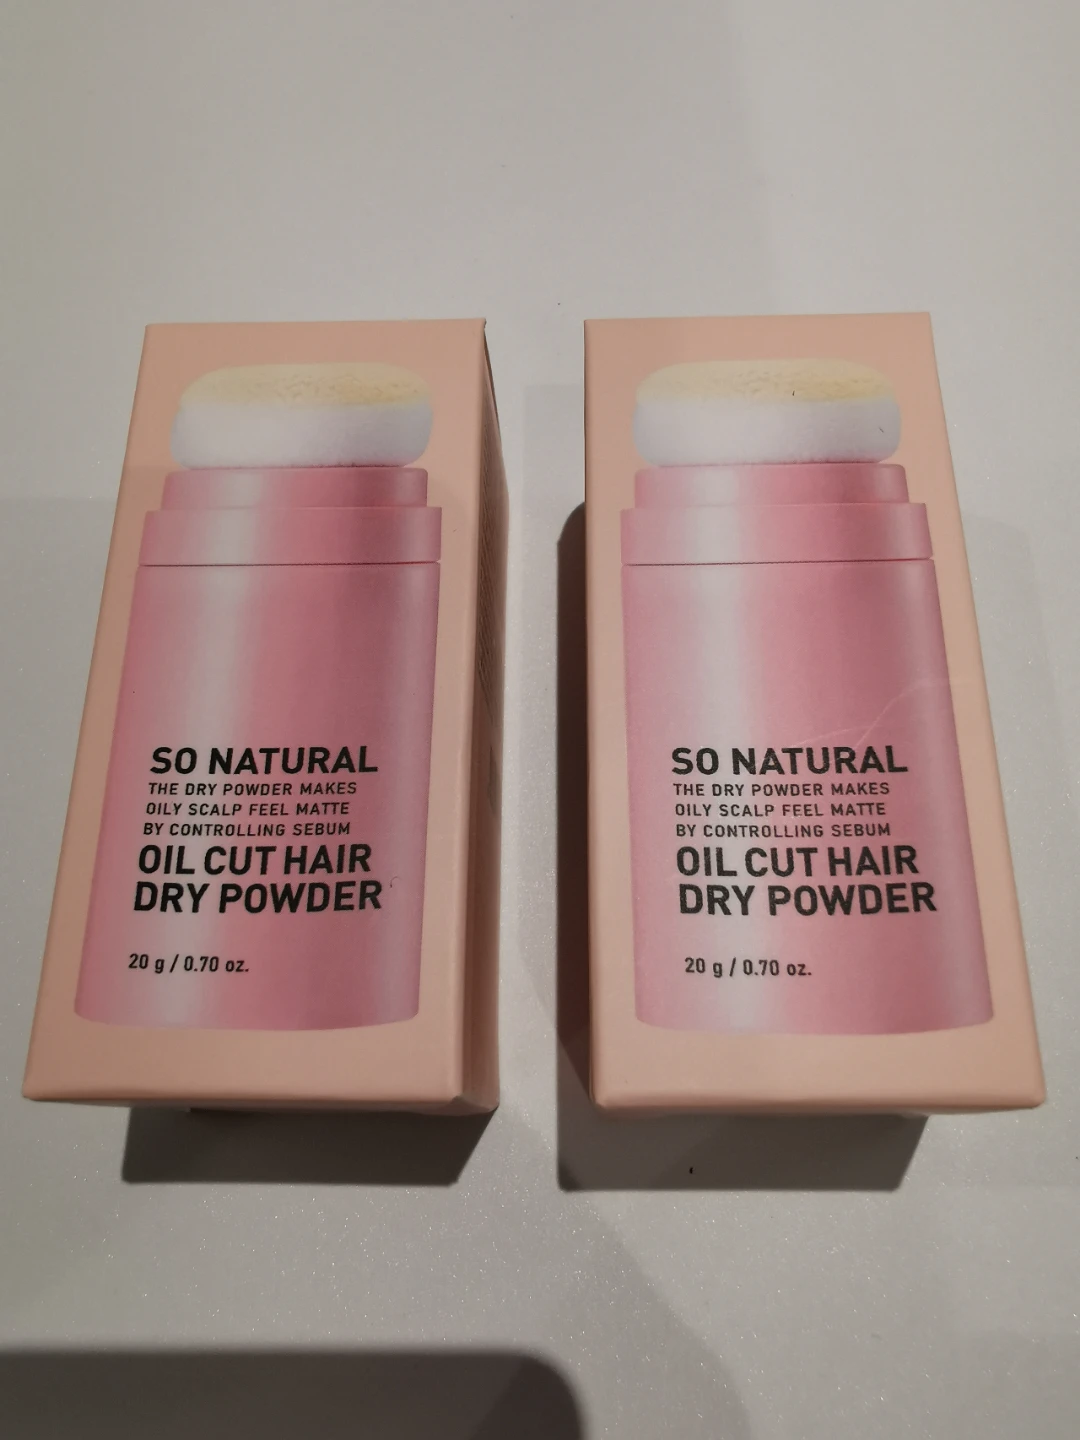 SO NATURAL
THE DRY POWDER MAKES
OILY SCALP FEEL MATTE
BY CONTROLLING SEBUM
OIL CUT HAIR
DRY POWDER
20 g / 0.70 oz.
SO NATURAL
THE DRY POWDER MAKES
OILY SCALP FEEL MATTE
BY CONTROLLING SEBUM
OIL CUT HAIR
DRY POWDER
20 g / 0.70 oz.